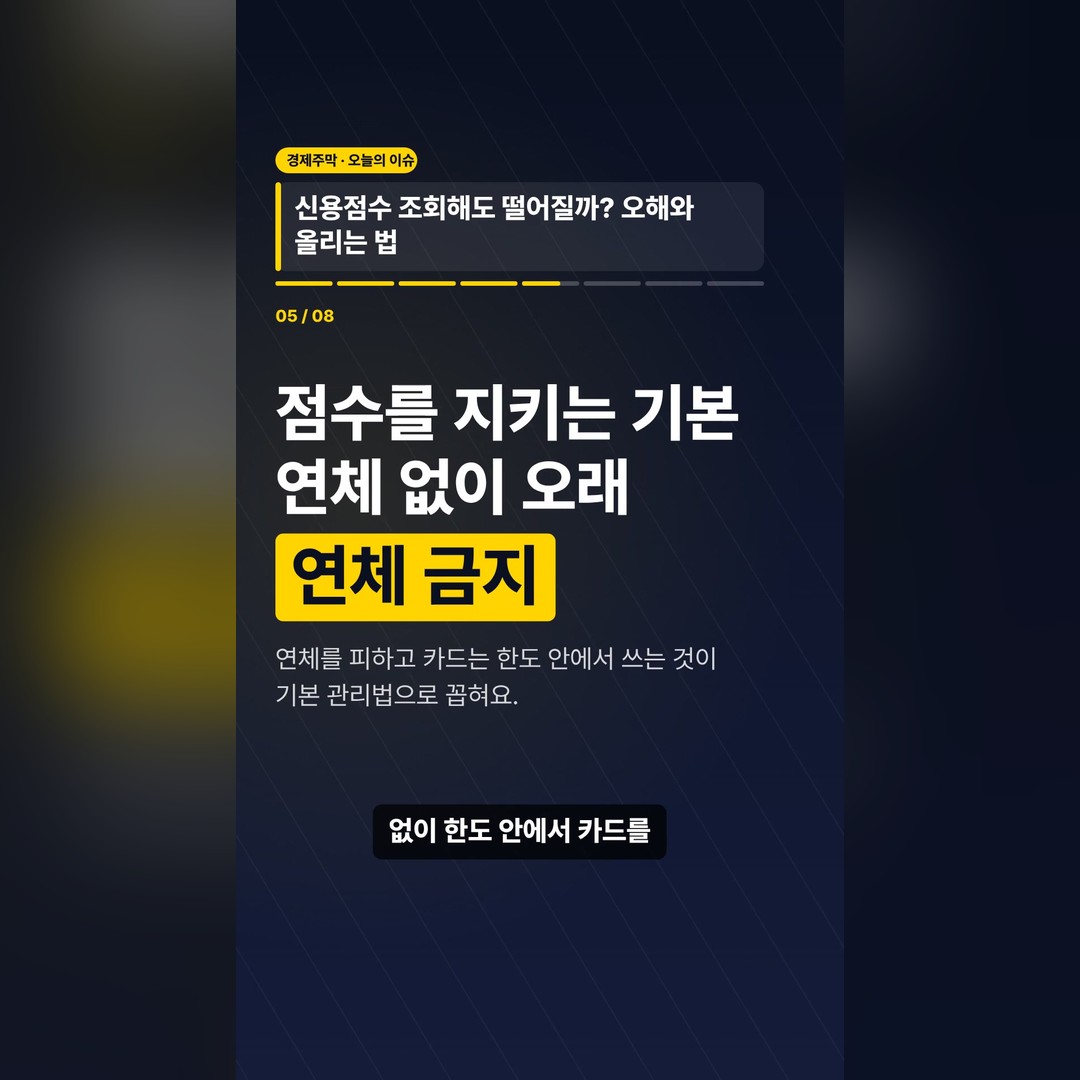 경제주막 · 오늘의 이슈
신용점수 조회해도 떨어질까? 오해와
올리는 법
05 / 08
점수를 지키는 기본
연체 없이 오래
연체 금지
연체를 피하고 카드는 한도 안에서 쓰는 것이
기본 관리법으로 꼽혀요.
없이 한도 안에서 카드를